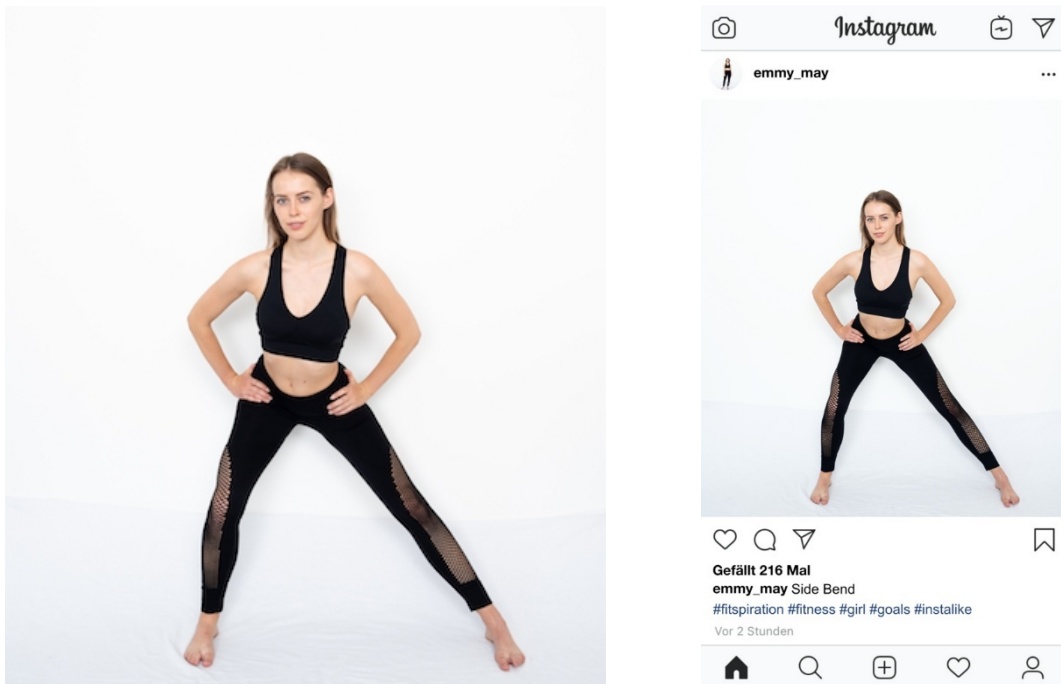 Instagram
emmy_may
Gefällt 216 Mal
emmy_may Side Bend
#fitspiration #fitness #girl #goals #instalike
Vor 2 Stunden